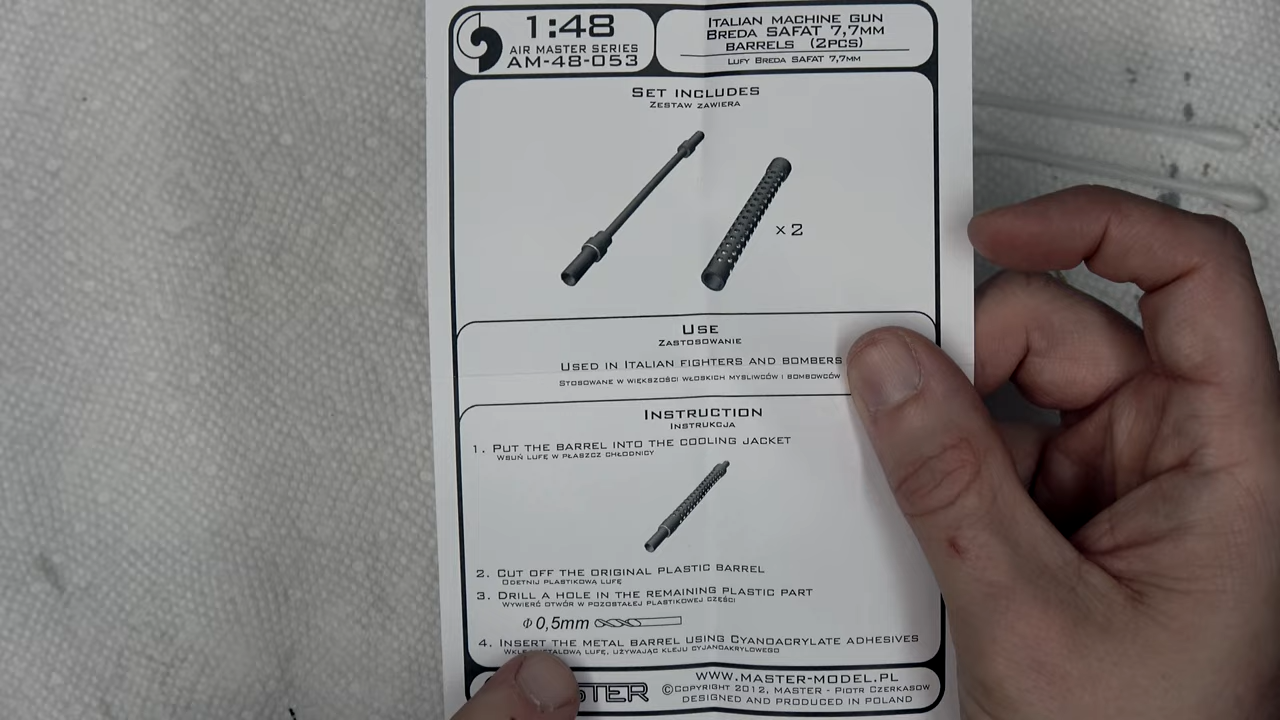 1:48
AIR MASTER SERIES
AM-48-053
ITALIAN MACHINE GUN
BREDA SAFAT 7,7MM
BARRELS (2PCS)
LUFY BREDA SAFAT 7,7MM
SET INCLUDES
ZESTAW ZAWIERA
x 2
USE
ZASTOSOWANIE
USED IN ITALIAN FIGHTERS AND BOMBERS
STOSOWANE W WIĘKSZOŚCI WŁOSKICH MYŚLIWCÓW I BOMBOWCÓW
INSTRUCTION
INSTRUKCJA
1. PUT THE BARREL INTO THE COOLING JACKET
WSUŃ LUFĘ W PŁASZCZ CHŁODNICY
2. CUT OFF THE ORIGINAL PLASTIC BARREL
ODETNIJ PLASTIKOWĄ LUFĘ
3. DRILL A HOLE IN THE REMAINING PLASTIC PART
WYWIERĆ OTWÓR W POZOSTAŁEJ PLASTIKOWEJ CZĘŚCI
Φ 0,5mm
4. INSERT THE METAL BARREL USING CYANOACRYLATE ADHESIVES
LUFĘ, UŻYWAJĄC KLEJU CYJANOAKRYLOWEGO
WWW.MASTER-MODEL.PL
©COPYRIGHT 2012, MASTER - PIOTR CZERKASOW
DESIGNED AND PRODUCED IN POLAND